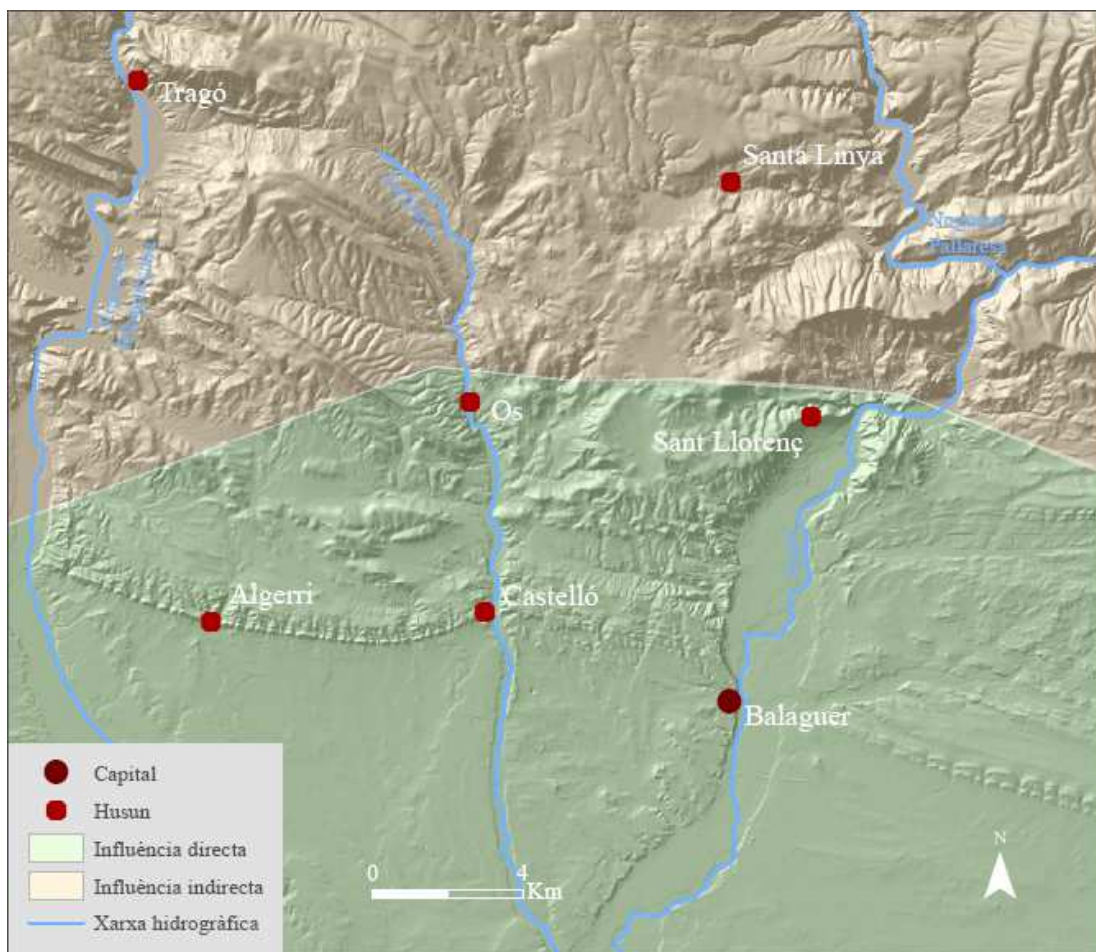 Tragó
Santa Linya
Noguera
Pallaresa
Os
Sant Llorenç
Algerri
Castelló
Balaguer
Capital
Husun
Influència directa
Influència indirecta
Xarxa hidrogràfica
0 4
Km
N